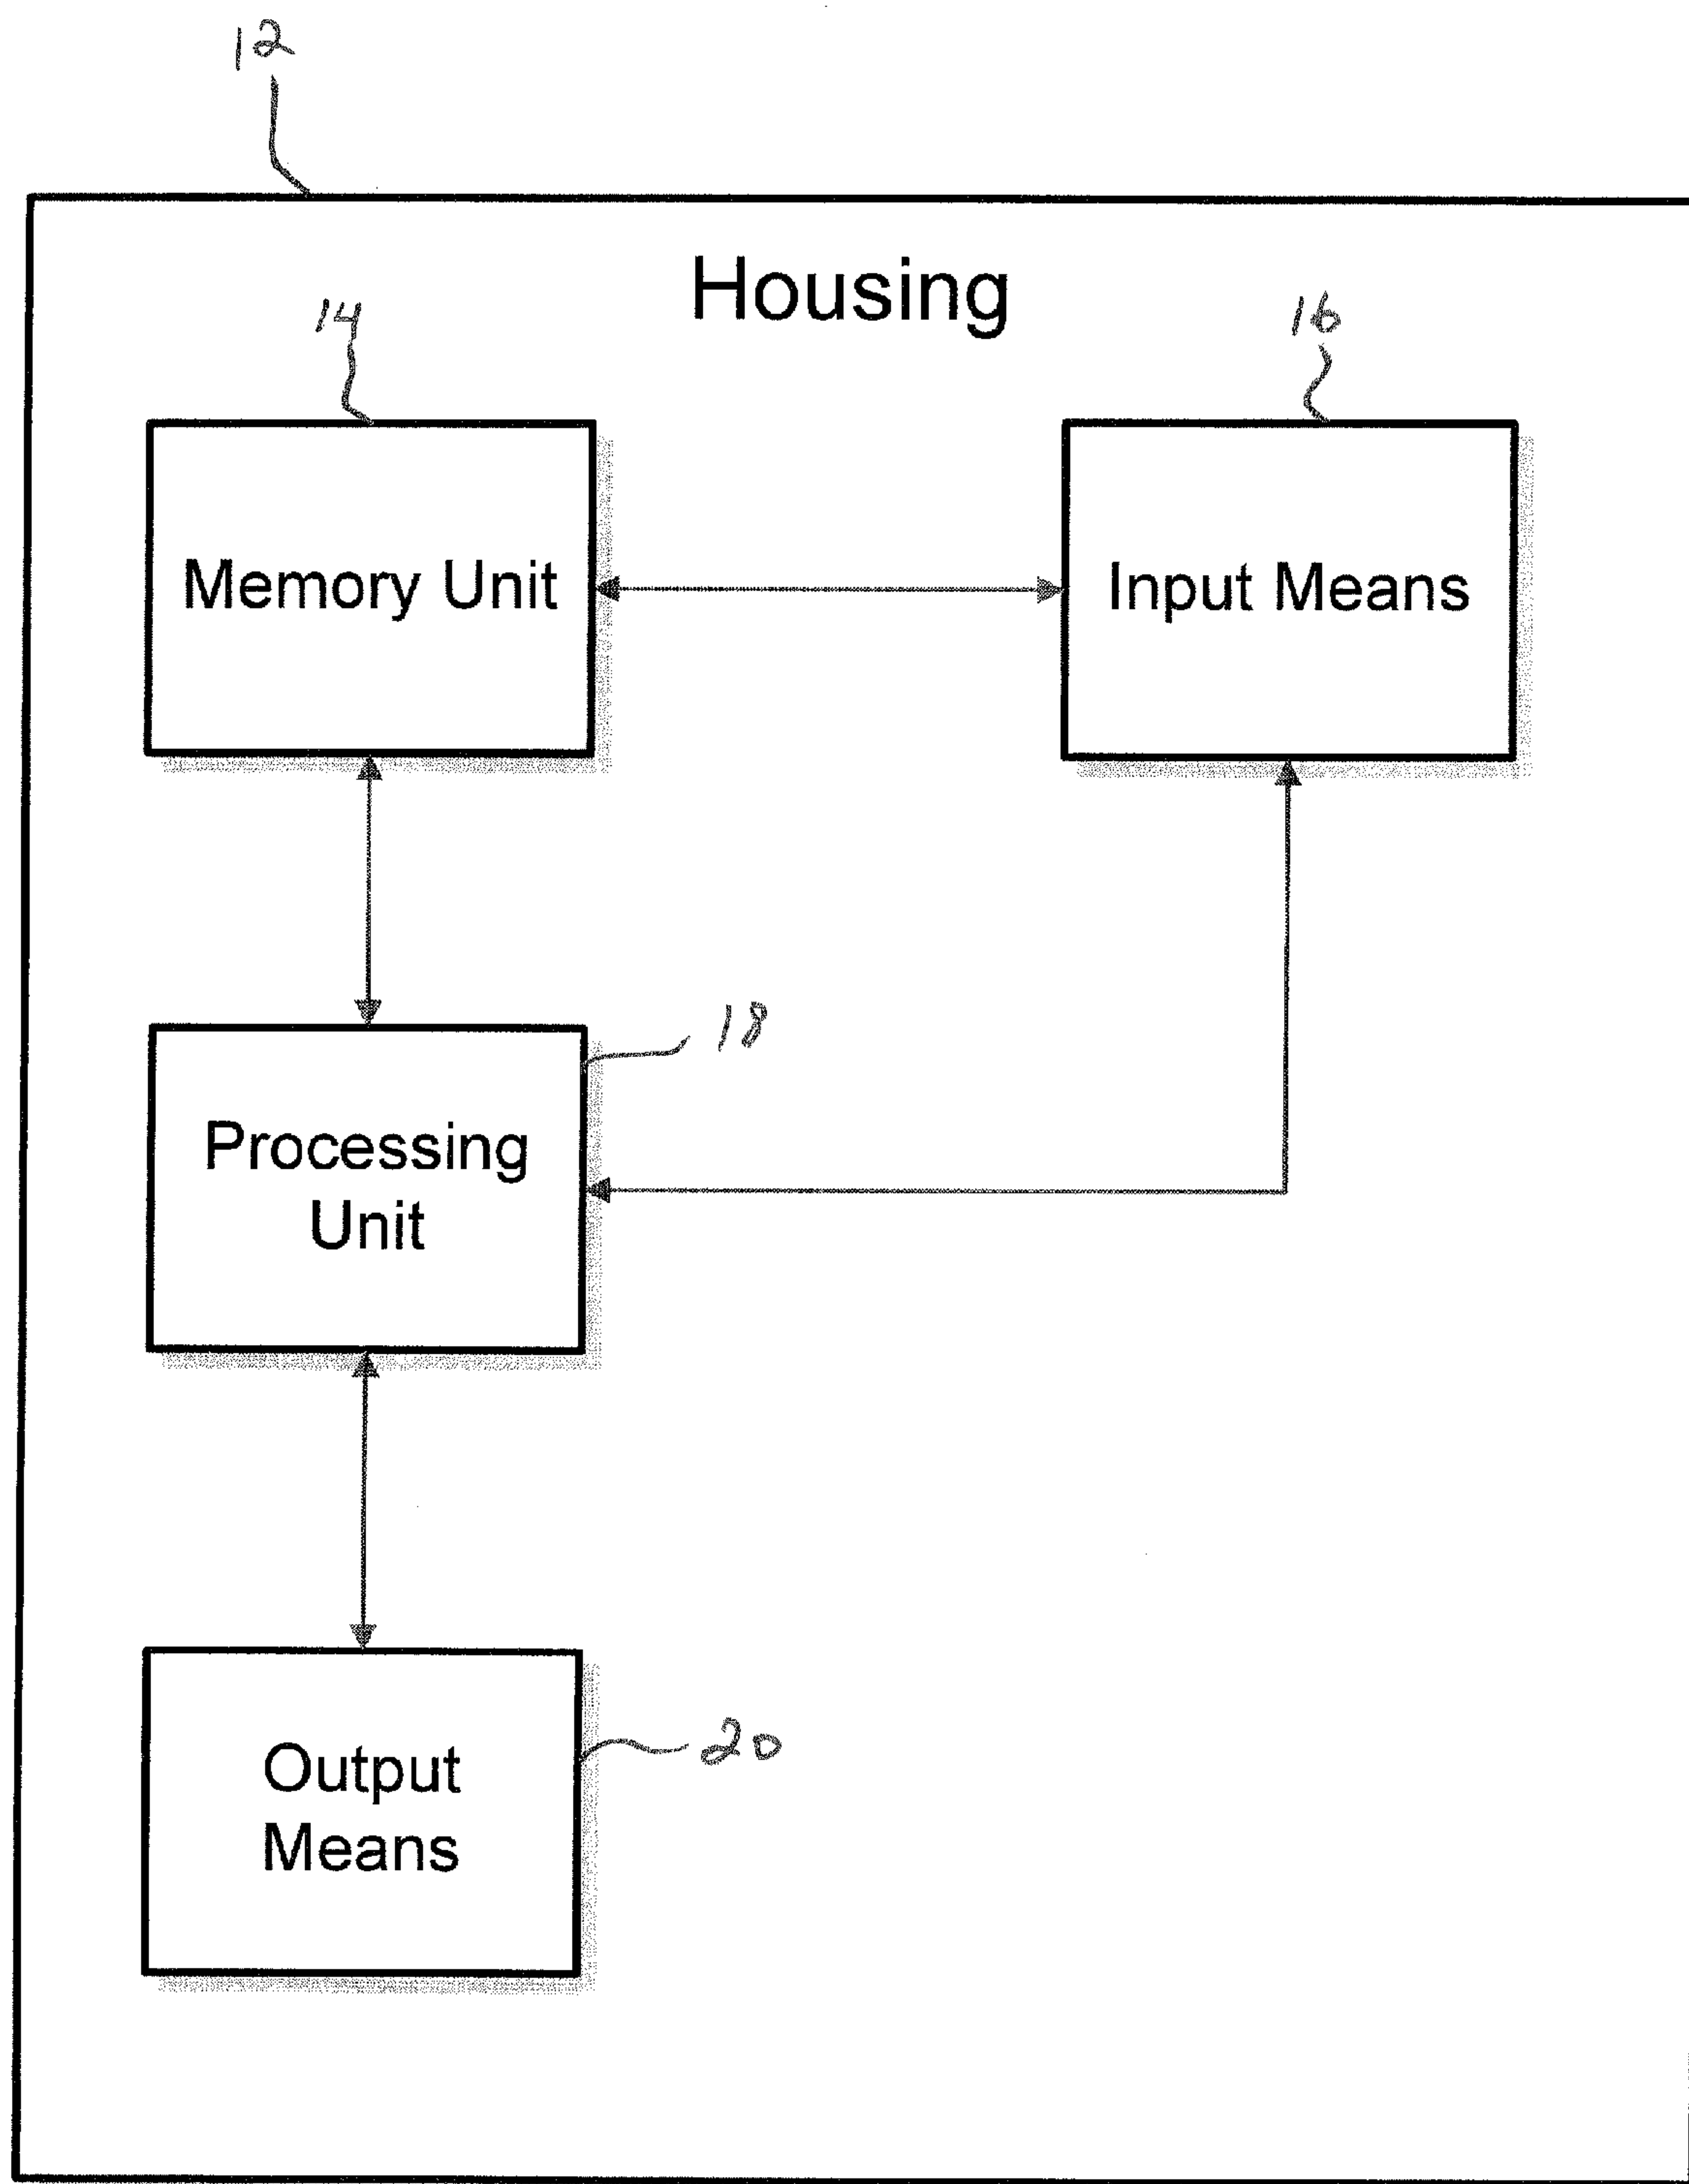 12
Housing
14
16
Memory Unit
Input Means
18
Processing
Unit
20
Output
Means